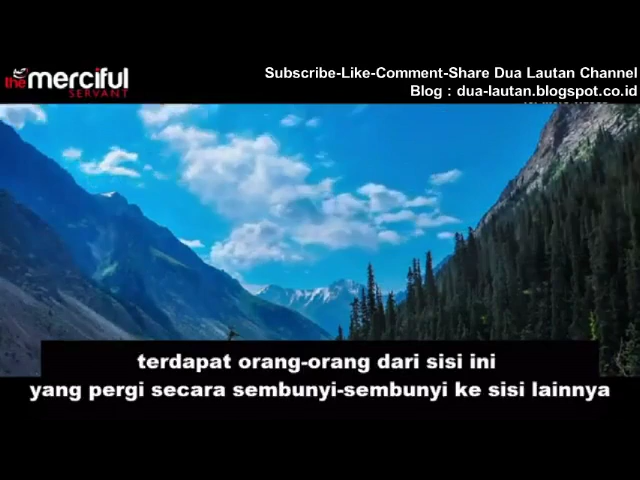 the merciful
SERVANT
Subscribe-Like-Comment-Share Dua Lautan Channel
Blog : dua-lautan.blogspot.co.id
terdapat orang-orang dari sisi ini
yang pergi secara sembunyi-sembunyi ke sisi lainnya